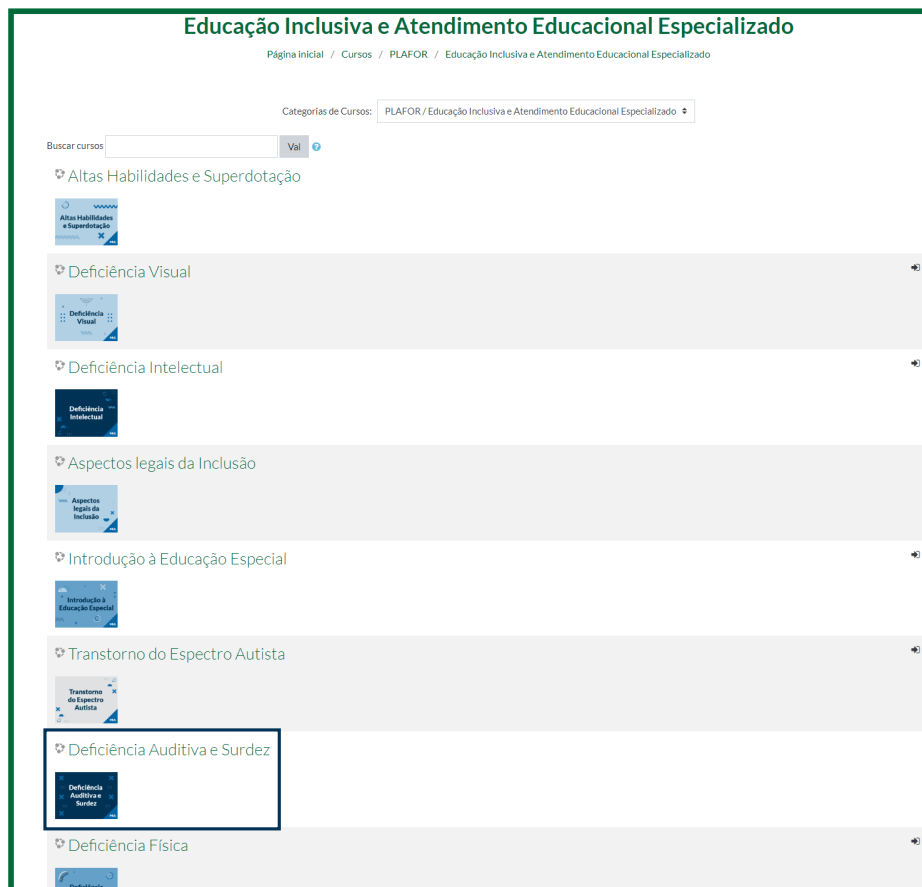 Educação Inclusiva e Atendimento Educacional Especializado
Página inicial / Cursos / PLAFOR / Educação Inclusiva e Atendimento Educacional Especializado
Categorias de Cursos: PLAFOR / Educação Inclusiva e Atendimento Educacional Especializado
Buscar cursos Val
Altas Habilidades e Superdotação
Altas Habilidades
e Superdotação
Deficiência Visual
Deficiência
Visual
Deficiência Intelectual
Deficiência
Intelectual
Aspectos legais da Inclusão
Aspectos
legais da
Inclusão
Introdução à Educação Especial
Introdução à
Educação Especial
Transtorno do Espectro Autista
Transtorno
do Espectro
Autista
Deficiência Auditiva e Surdez
Deficiência
Auditiva e
Surdez
Deficiência Física
Deficiência